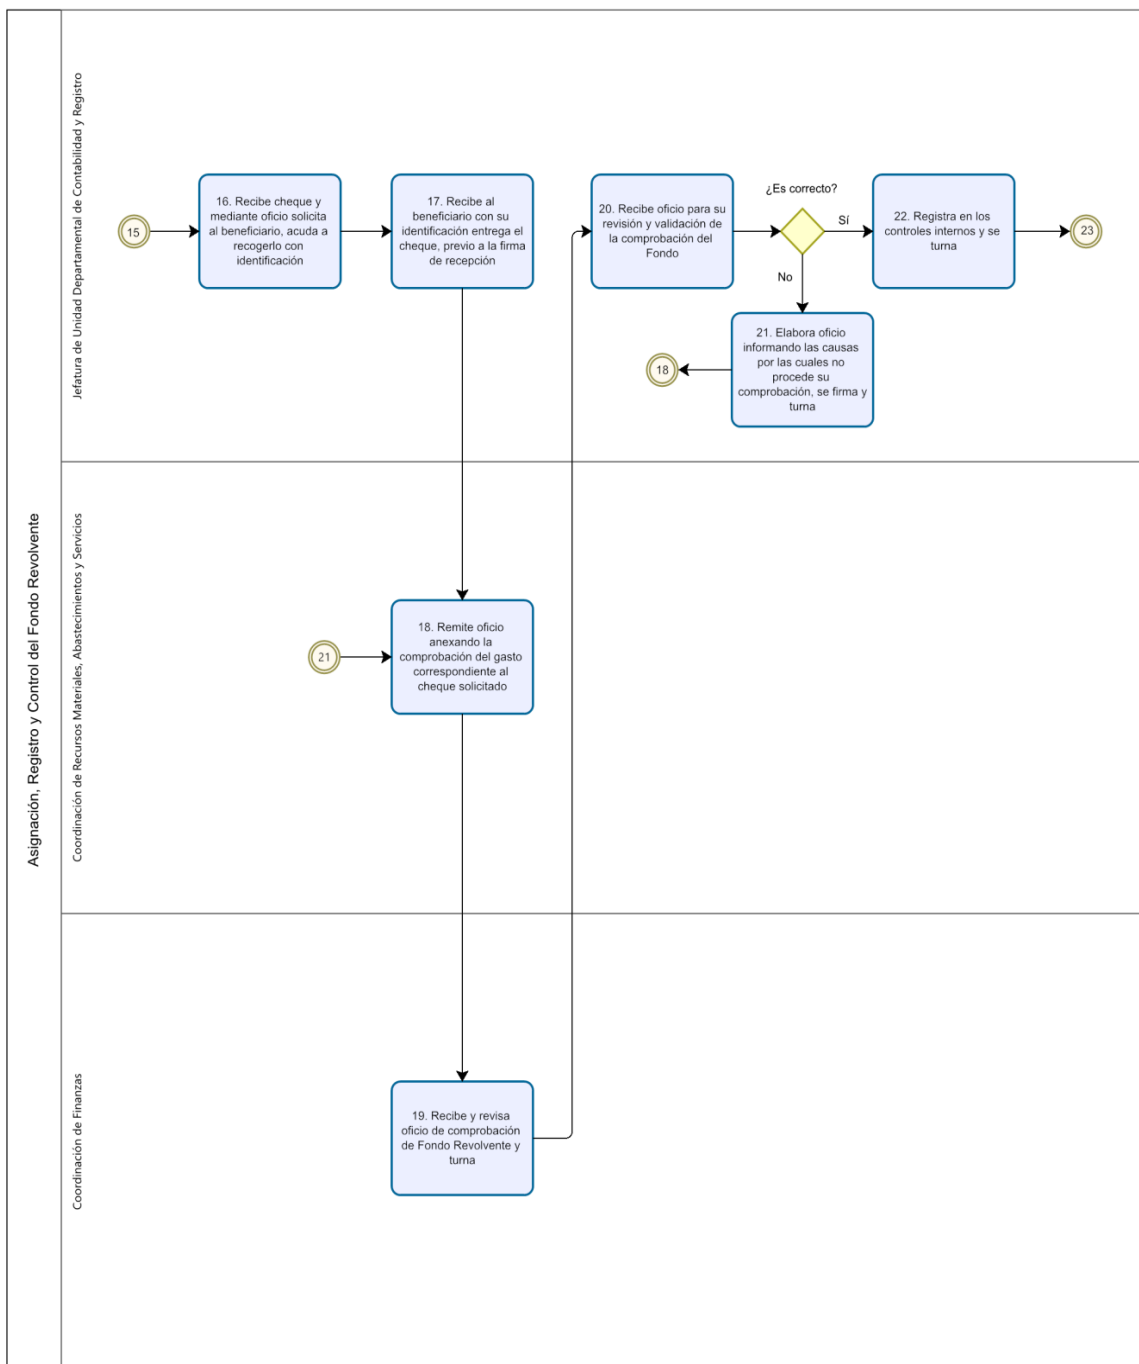 Asignación, Registro y Control del Fondo Revolvente
Jefatura de Unidad Departamental de Contabilidad y Registro
15
16. Recibe cheque y
mediante oficio solicita
al beneficiario, acuda a
recogerlo con
identificación
17. Recibe al
beneficiario con su
identificación entrega el
cheque, previo a la firma
de recepción
20. Recibe oficio para su
revisión y validación de
la comprobación del
Fondo
¿Es correcto?
Sí
No
22. Registra en los
controles internos y se
turna
23
21. Elabora oficio
informando las causas
por las cuales no
procede su
comprobación, se firma y
turna
18
Coordinación de Recursos Materiales, Abastecimientos y Servicios
21
18. Remite oficio
anexando la
comprobación del gasto
correspondiente al
cheque solicitado
Coordinación de Finanzas
19. Recibe y revisa
oficio de comprobación
de Fondo Revolvente y
turna